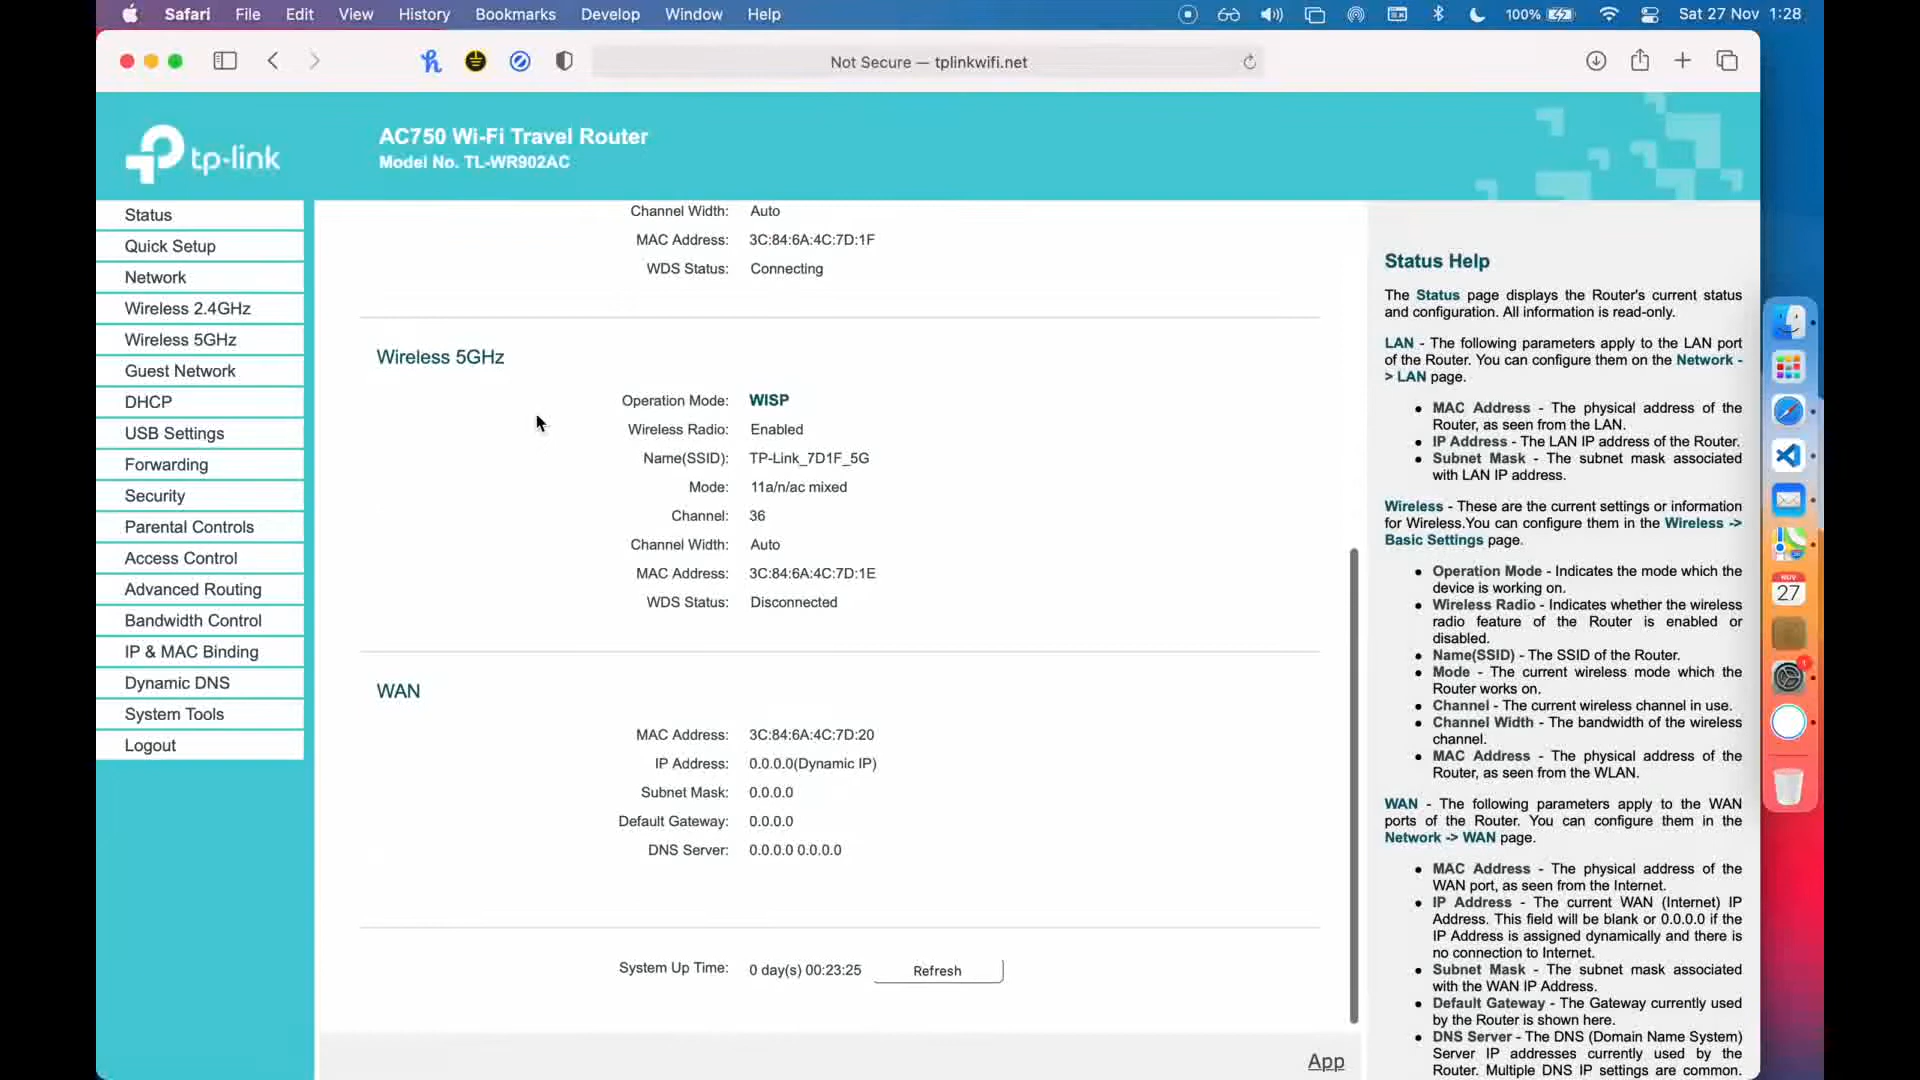 Safari File Edit View History Bookmarks Develop Window Help 100% Sat 27 Nov 1:28
Not Secure — tplinkwifi.net
tp-link
AC750 Wi-Fi Travel Router
Model No. TL-WR902AC
Status
Quick Setup
Network
Wireless 2.4GHz
Wireless 5GHz
Guest Network
DHCP
USB Settings
Forwarding
Security
Parental Controls
Access Control
Advanced Routing
Bandwidth Control
IP & MAC Binding
Dynamic DNS
System Tools
Logout
Channel Width: Auto
MAC Address: 3C:84:6A:4C:7D:1F
WDS Status: Connecting
Wireless 5GHz
Operation Mode: WISP
Wireless Radio: Enabled
Name(SSID): TP-Link_7D1F_5G
Mode: 11a/n/ac mixed
Channel: 36
Channel Width: Auto
MAC Address: 3C:84:6A:4C:7D:1E
WDS Status: Disconnected
WAN
MAC Address: 3C:84:6A:4C:7D:20
IP Address: 0.0.0.0(Dynamic IP)
Subnet Mask: 0.0.0.0
Default Gateway: 0.0.0.0
DNS Server: 0.0.0.0 0.0.0.0
System Up Time: 0 day(s) 00:23:25 Refresh
App
Status Help
The Status page displays the Router's current status
and configuration. All information is read-only.
LAN - The following parameters apply to the LAN port
of the Router. You can configure them on the Network -
> LAN page.
• MAC Address - The physical address of the
Router, as seen from the LAN.
• IP Address - The LAN IP address of the Router.
• Subnet Mask - The subnet mask associated
with LAN IP address.
Wireless - These are the current settings or information
for Wireless.You can configure them in the Wireless ->
Basic Settings page.
• Operation Mode - Indicates the mode which the
device is working on.
• Wireless Radio - Indicates whether the wireless
radio feature of the Router is enabled or
disabled.
• Name(SSID) - The SSID of the Router.
• Mode - The current wireless mode which the
Router works on.
• Channel - The current wireless channel in use.
• Channel Width - The bandwidth of the wireless
channel.
• MAC Address - The physical address of the
Router, as seen from the WLAN.
WAN - The following parameters apply to the WAN
ports of the Router. You can configure them in the
Network -> WAN page.
• MAC Address - The physical address of the
WAN port, as seen from the Internet.
• IP Address - The current WAN (Internet) IP
Address. This field will be blank or 0.0.0.0 if the
IP Address is assigned dynamically and there is
no connection to Internet.
• Subnet Mask - The subnet mask associated
with the WAN IP Address.
• Default Gateway - The Gateway currently used
by the Router is shown here.
• DNS Server - The DNS (Domain Name System)
Server IP addresses currently used by the
Router. Multiple DNS IP settings are common.
NOV
27
1